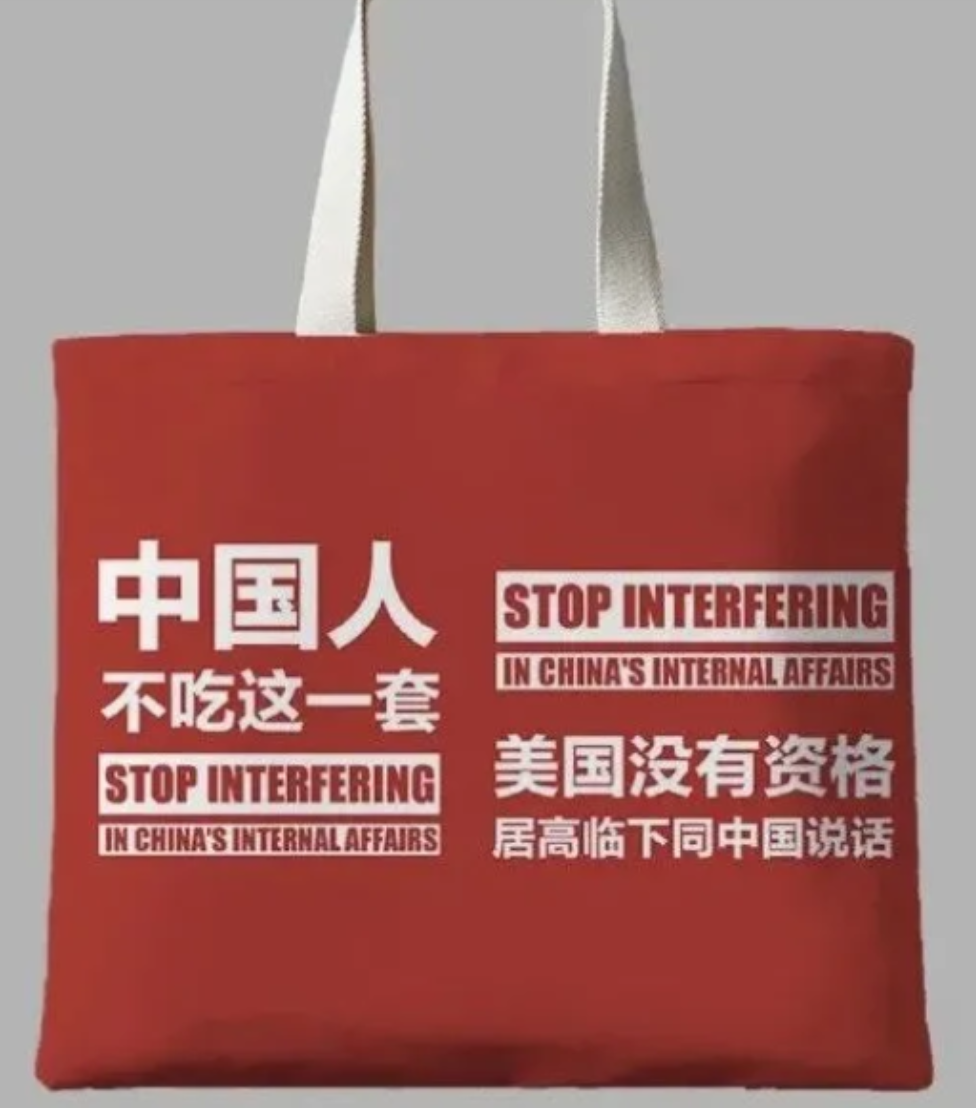 中国人
不吃这一套
STOP INTERFERING
IN CHINA'S INTERNAL AFFAIRS
STOP INTERFERING
IN CHINA'S INTERNAL AFFAIRS
美国没有资格
居高临下同中国说话